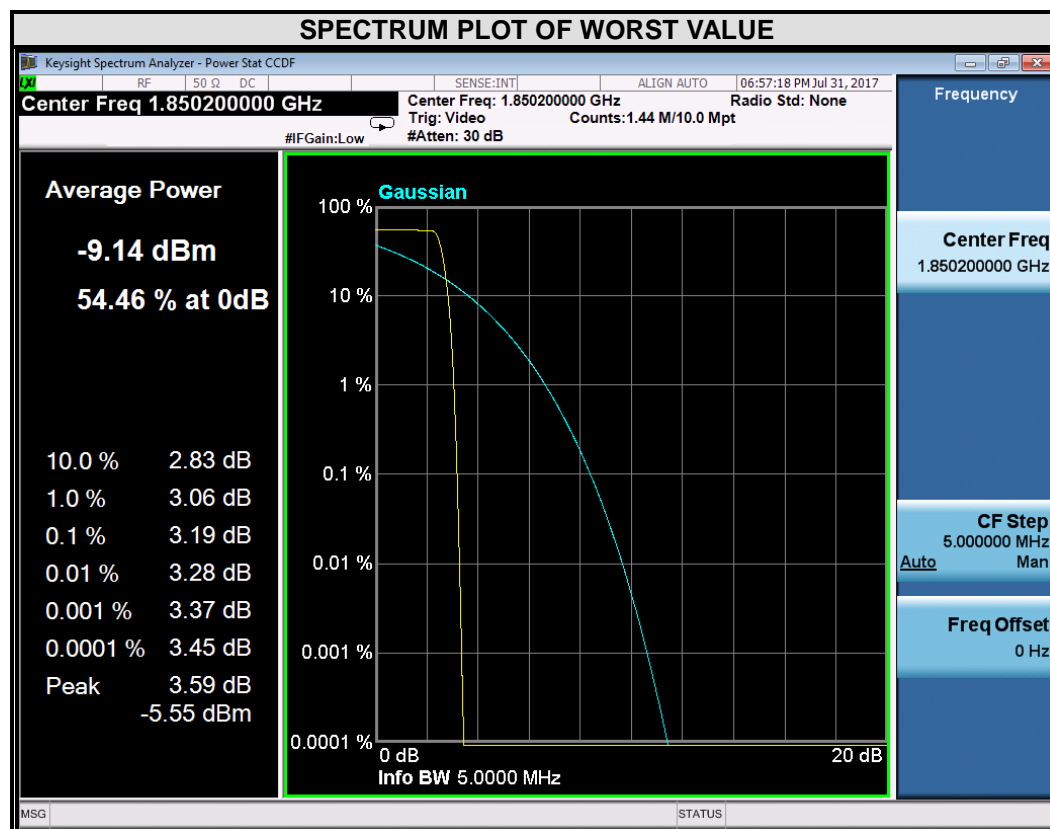 SPECTRUM PLOT OF WORST VALUE
Keysight Spectrum Analyzer - Power Stat CCDF
LXI RF 50 Ω DC SENSE:INT ALIGN AUTO 06:57:18 PM Jul 31, 2017
Center Freq 1.850200000 GHz
Center Freq: 1.850200000 GHz Radio Std: None
Trig: Video Counts:1.44 M/10.0 Mpt
#IFGain:Low #Atten: 30 dB
Frequency
Average Power
-9.14 dBm
54.46 % at 0dB
10.0 % 2.83 dB
1.0 % 3.06 dB
0.1 % 3.19 dB
0.01 % 3.28 dB
0.001 % 3.37 dB
0.0001 % 3.45 dB
Peak 3.59 dB
-5.55 dBm
Gaussian
100 %
10 %
1 %
0.1 %
0.01 %
0.001 %
0.0001 %
0 dB 20 dB
Info BW 5.0000 MHz
Center Freq
1.850200000 GHz
CF Step
5.000000 MHz
Auto Man
Freq Offset
0 Hz
MSG STATUS